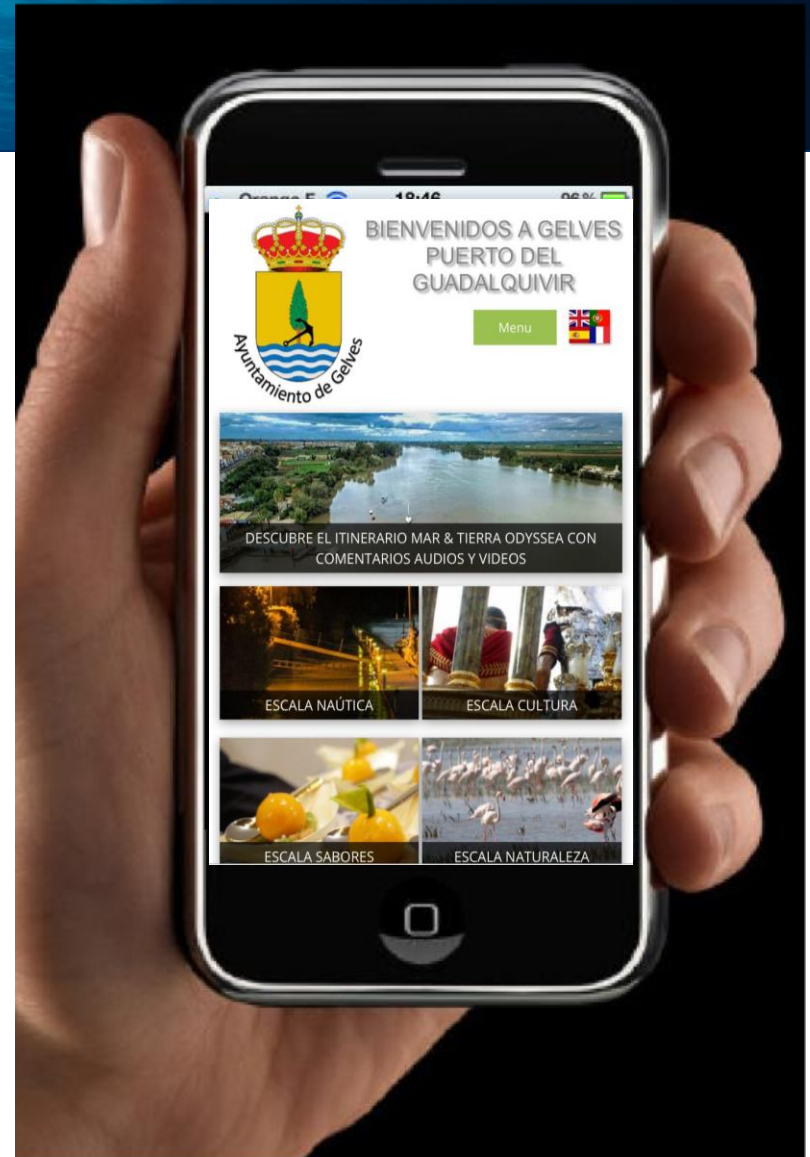 18:46
96 %
BIENVENIDOS A GELVES
PUERTO DEL
GUADALQUIVIR
Menu
Ayuntamiento de Gelves
DESCUBRE EL ITINERARIO MAR & TIERRA ODYSSEA CON
COMENTARIOS AUDIOS Y VIDEOS
ESCALA NAÚTICA
ESCALA CULTURA
ESCALA SABORES
ESCALA NATURALEZA